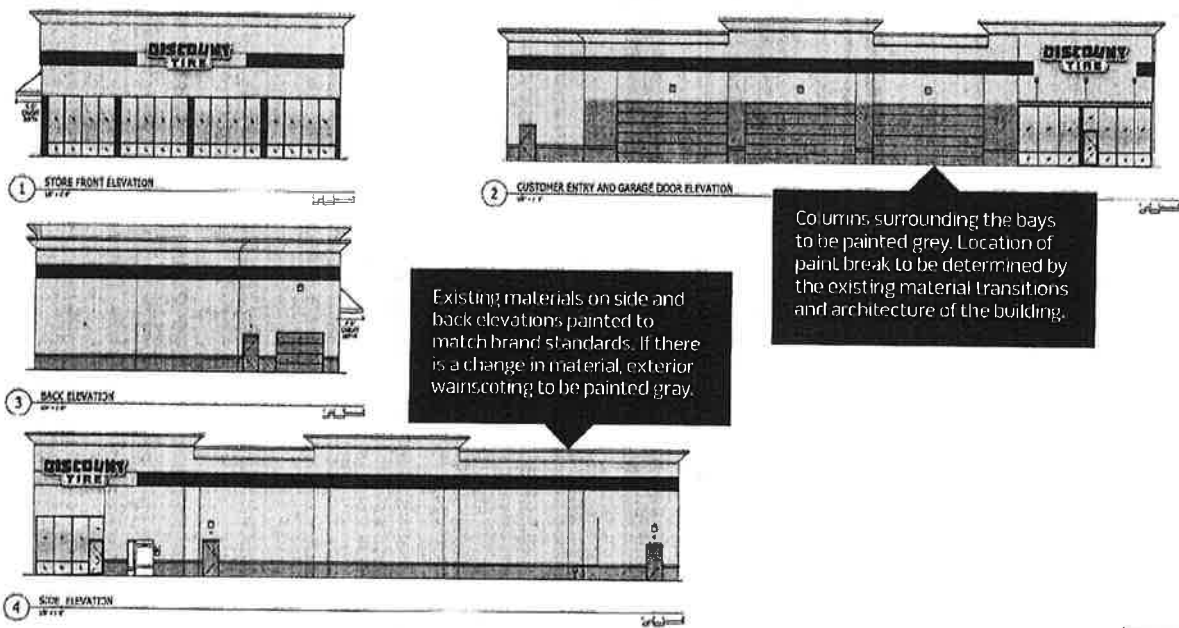 DISCOUNT
TIRE
1 STORE FRONT ELEVATION
DISCOUNT
TIRE
2 CUSTOMER ENTRY AND GARAGE DOOR ELEVATION
Columns surrounding the bays
to be painted grey. Location of
paint break to be determined by
the existing material transitions
and architecture of the building.
3 BACK ELEVATION
Existing materials on side and
back elevations painted to
match brand standards. If there
is a change in material, exterior
wainscoting to be painted gray.
DISCOUNT
TIRE
4 SIDE ELEVATION